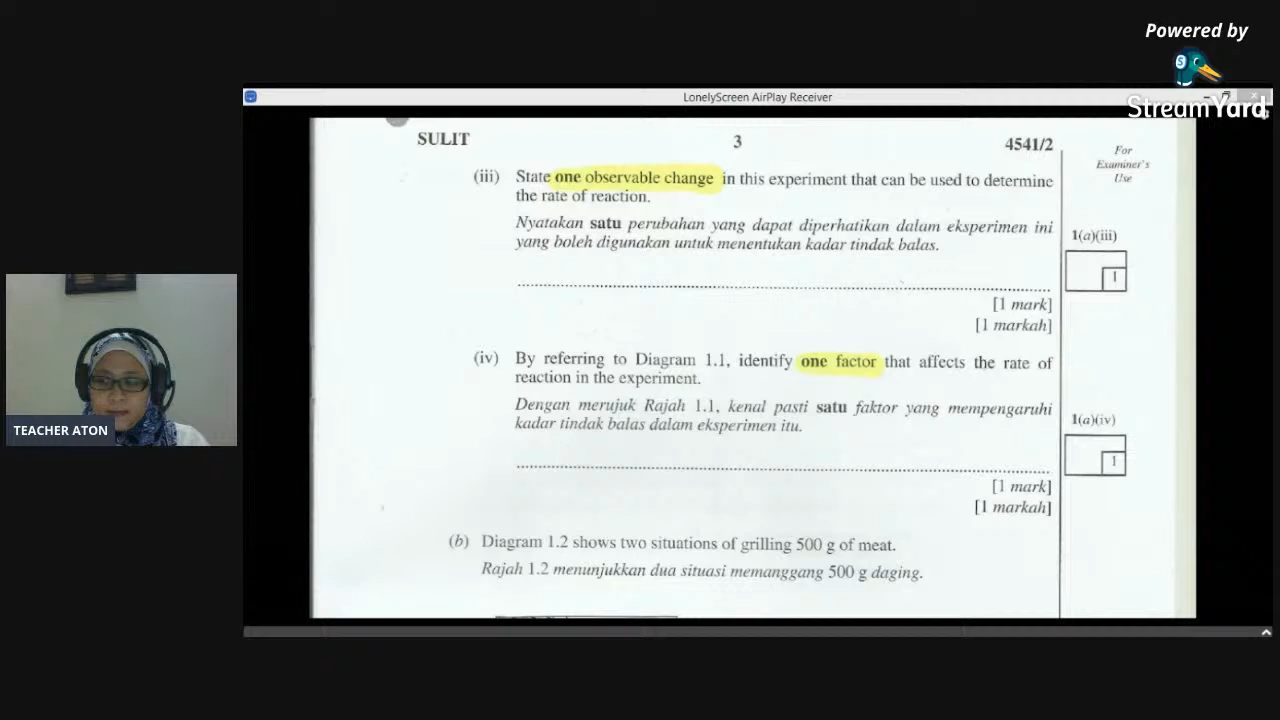 Powered by
StreamYard
LonelyScreen AirPlay Receiver
SULIT 3 4541/2
For
Examiner's
Use
(iii) State one observable change in this experiment that can be used to determine
the rate of reaction.
Nyatakan satu perubahan yang dapat diperhatikan dalam eksperimen ini
yang boleh digunakan untuk menentukan kadar tindak balas.
1(a)(iii)
1
[1 mark]
[1 markah]
(iv) By referring to Diagram 1.1, identify one factor that affects the rate of
reaction in the experiment.
Dengan merujuk Rajah 1.1, kenal pasti satu faktor yang mempengaruhi
kadar tindak balas dalam eksperimen itu.
1(a)(iv)
1
[1 mark]
[1 markah]
(b) Diagram 1.2 shows two situations of grilling 500 g of meat.
Rajah 1.2 menunjukkan dua situasi memanggang 500 g daging.
TEACHER ATON